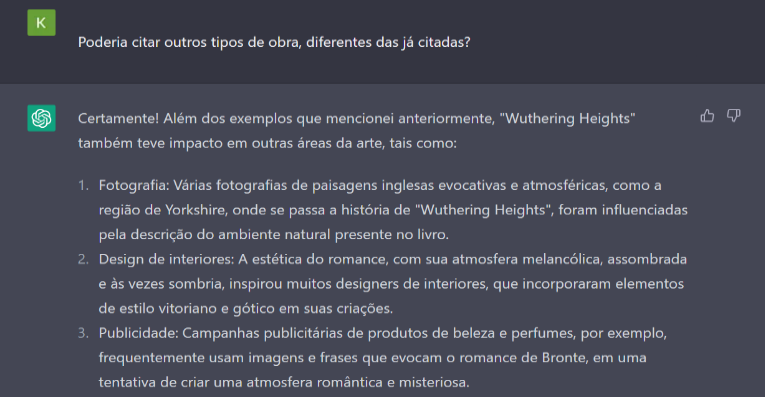 K
Poderia citar outros tipos de obra, diferentes das já citadas?
Certamente! Além dos exemplos que mencionei anteriormente, "Wuthering Heights"
também teve impacto em outras áreas da arte, tais como:
1. Fotografia: Várias fotografias de paisagens inglesas evocativas e atmosféricas, como a
região de Yorkshire, onde se passa a história de "Wuthering Heights", foram influenciadas
pela descrição do ambiente natural presente no livro.
2. Design de interiores: A estética do romance, com sua atmosfera melancólica, assombrada
e às vezes sombria, inspirou muitos designers de interiores, que incorporaram elementos
de estilo vitoriano e gótico em suas criações.
3. Publicidade: Campanhas publicitárias de produtos de beleza e perfumes, por exemplo,
frequentemente usam imagens e frases que evocam o romance de Bronte, em uma
tentativa de criar uma atmosfera romântica e misteriosa.